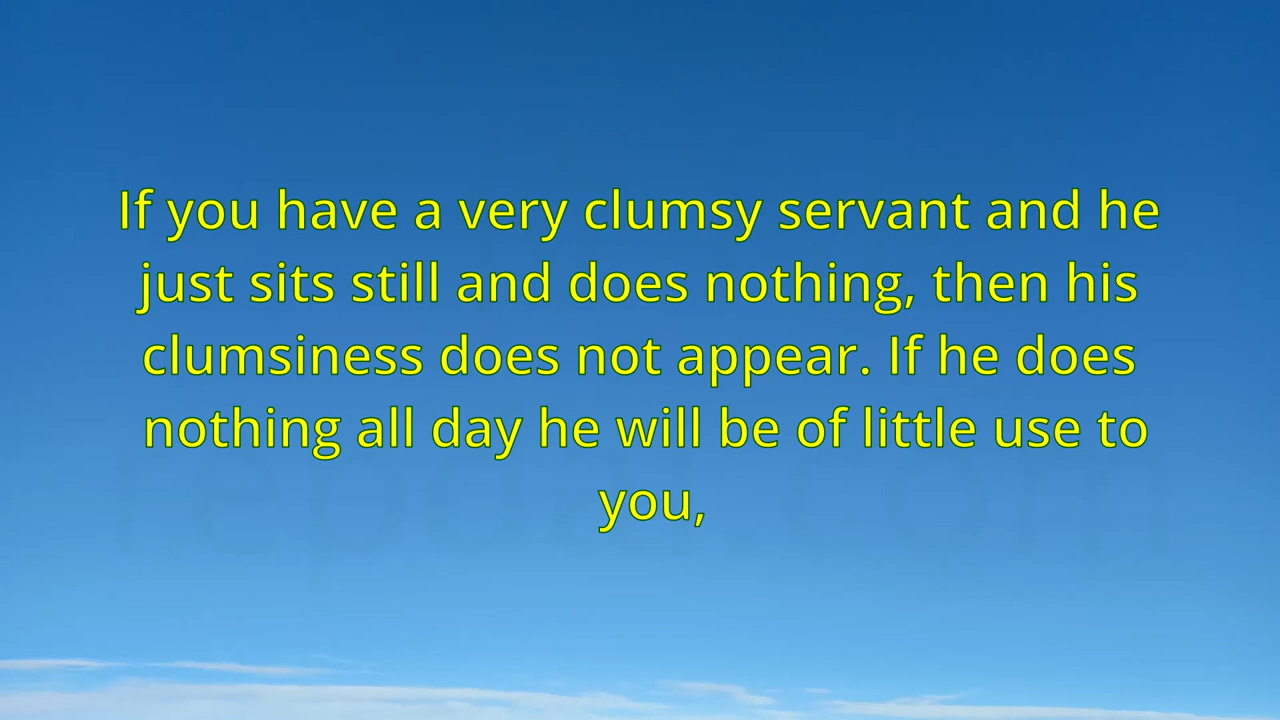 If you have a very clumsy servant and he
just sits still and does nothing, then his
clumsiness does not appear. If he does
nothing all day he will be of little use to
you,